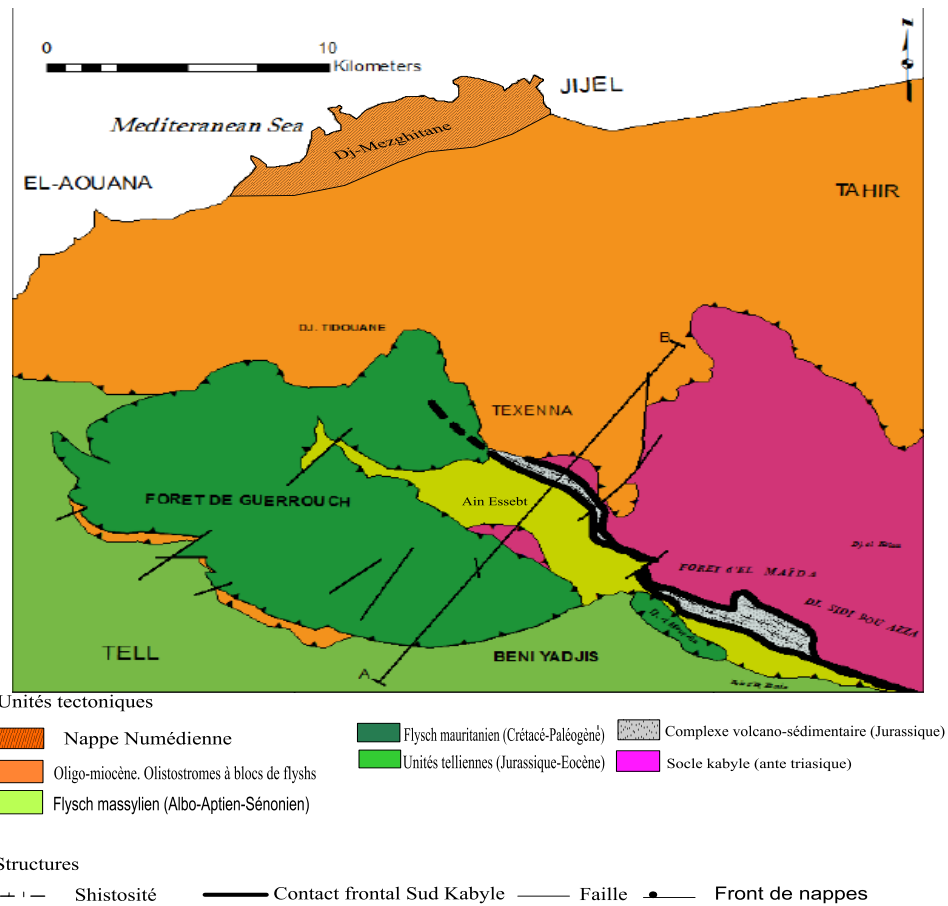 0 10
Kilometers
N
JIJEL
Mediteranean Sea
Dj-Mezghitane
EL-AOUANA
TAHIR
DJ. TIDOUANE
B
TEXENNA
FORET DE GUERROUCH
Ain Essebt
FORET d'EL MAÏDA
DJ. SIDI BOU AZZA
TELL
BENI YADJIS
A
Unités tectoniques
Nappe Numédienne
Oligo-miocène. Olistostromes à blocs de flyshs
Flysch massylien (Albo-Aptien-Sénonien)
Flysch mauritanien (Crétacé-Paléogène)
Unités telliennes (Jurassique-Eocène)
Complexe volcano-sédimentaire (Jurassique)
Socle kabyle (ante triasique)
Structures
Shistosité
Contact frontal Sud Kabyle
Faille
Front de nappes